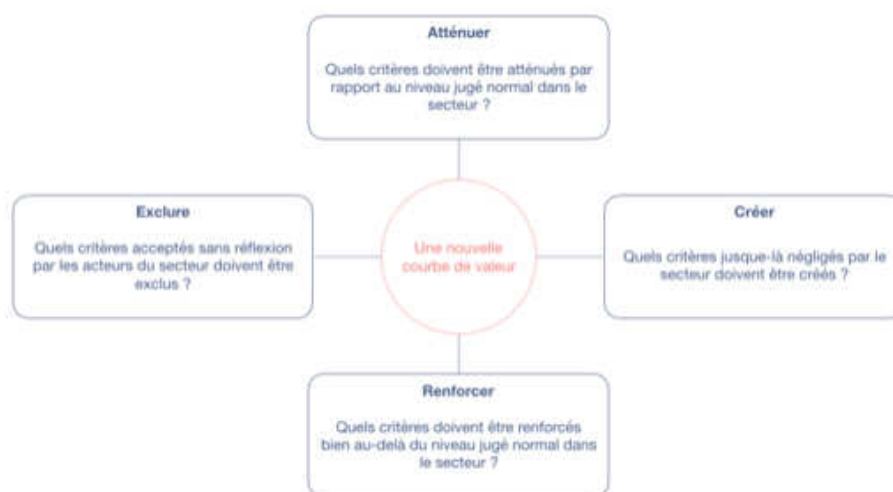 Atténuer
Quels critères doivent être atténués par
rapport au niveau jugé normal dans le
secteur ?
Exclure
Quels critères acceptés sans réflexion
par les acteurs du secteur doivent être
exclus ?
Une nouvelle
courbe de valeur
Créer
Quels critères jusque-là négligés par le
secteur doivent être créés ?
Renforcer
Quels critères doivent être renforcés
bien au-delà du niveau jugé normal dans
le secteur ?